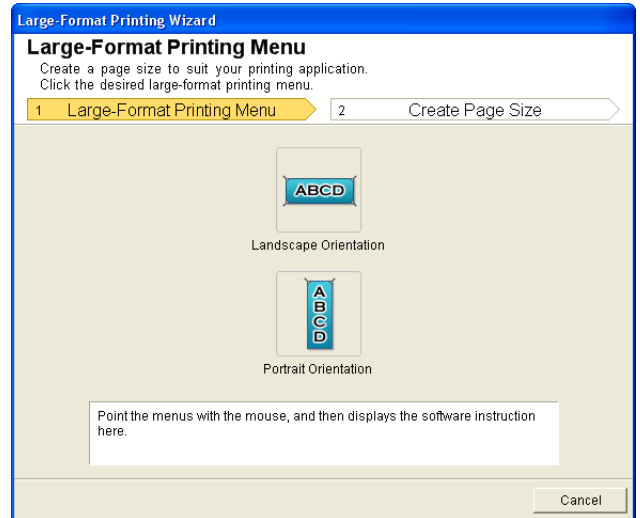 Large-Format Printing Wizard
Large-Format Printing Menu
Create a page size to suit your printing application.
Click the desired large-format printing menu.
1 Large-Format Printing Menu 2 Create Page Size
ABCD
Landscape Orientation
A
B
C
D
Portrait Orientation
Point the menus with the mouse, and then displays the software instruction
here.
Cancel